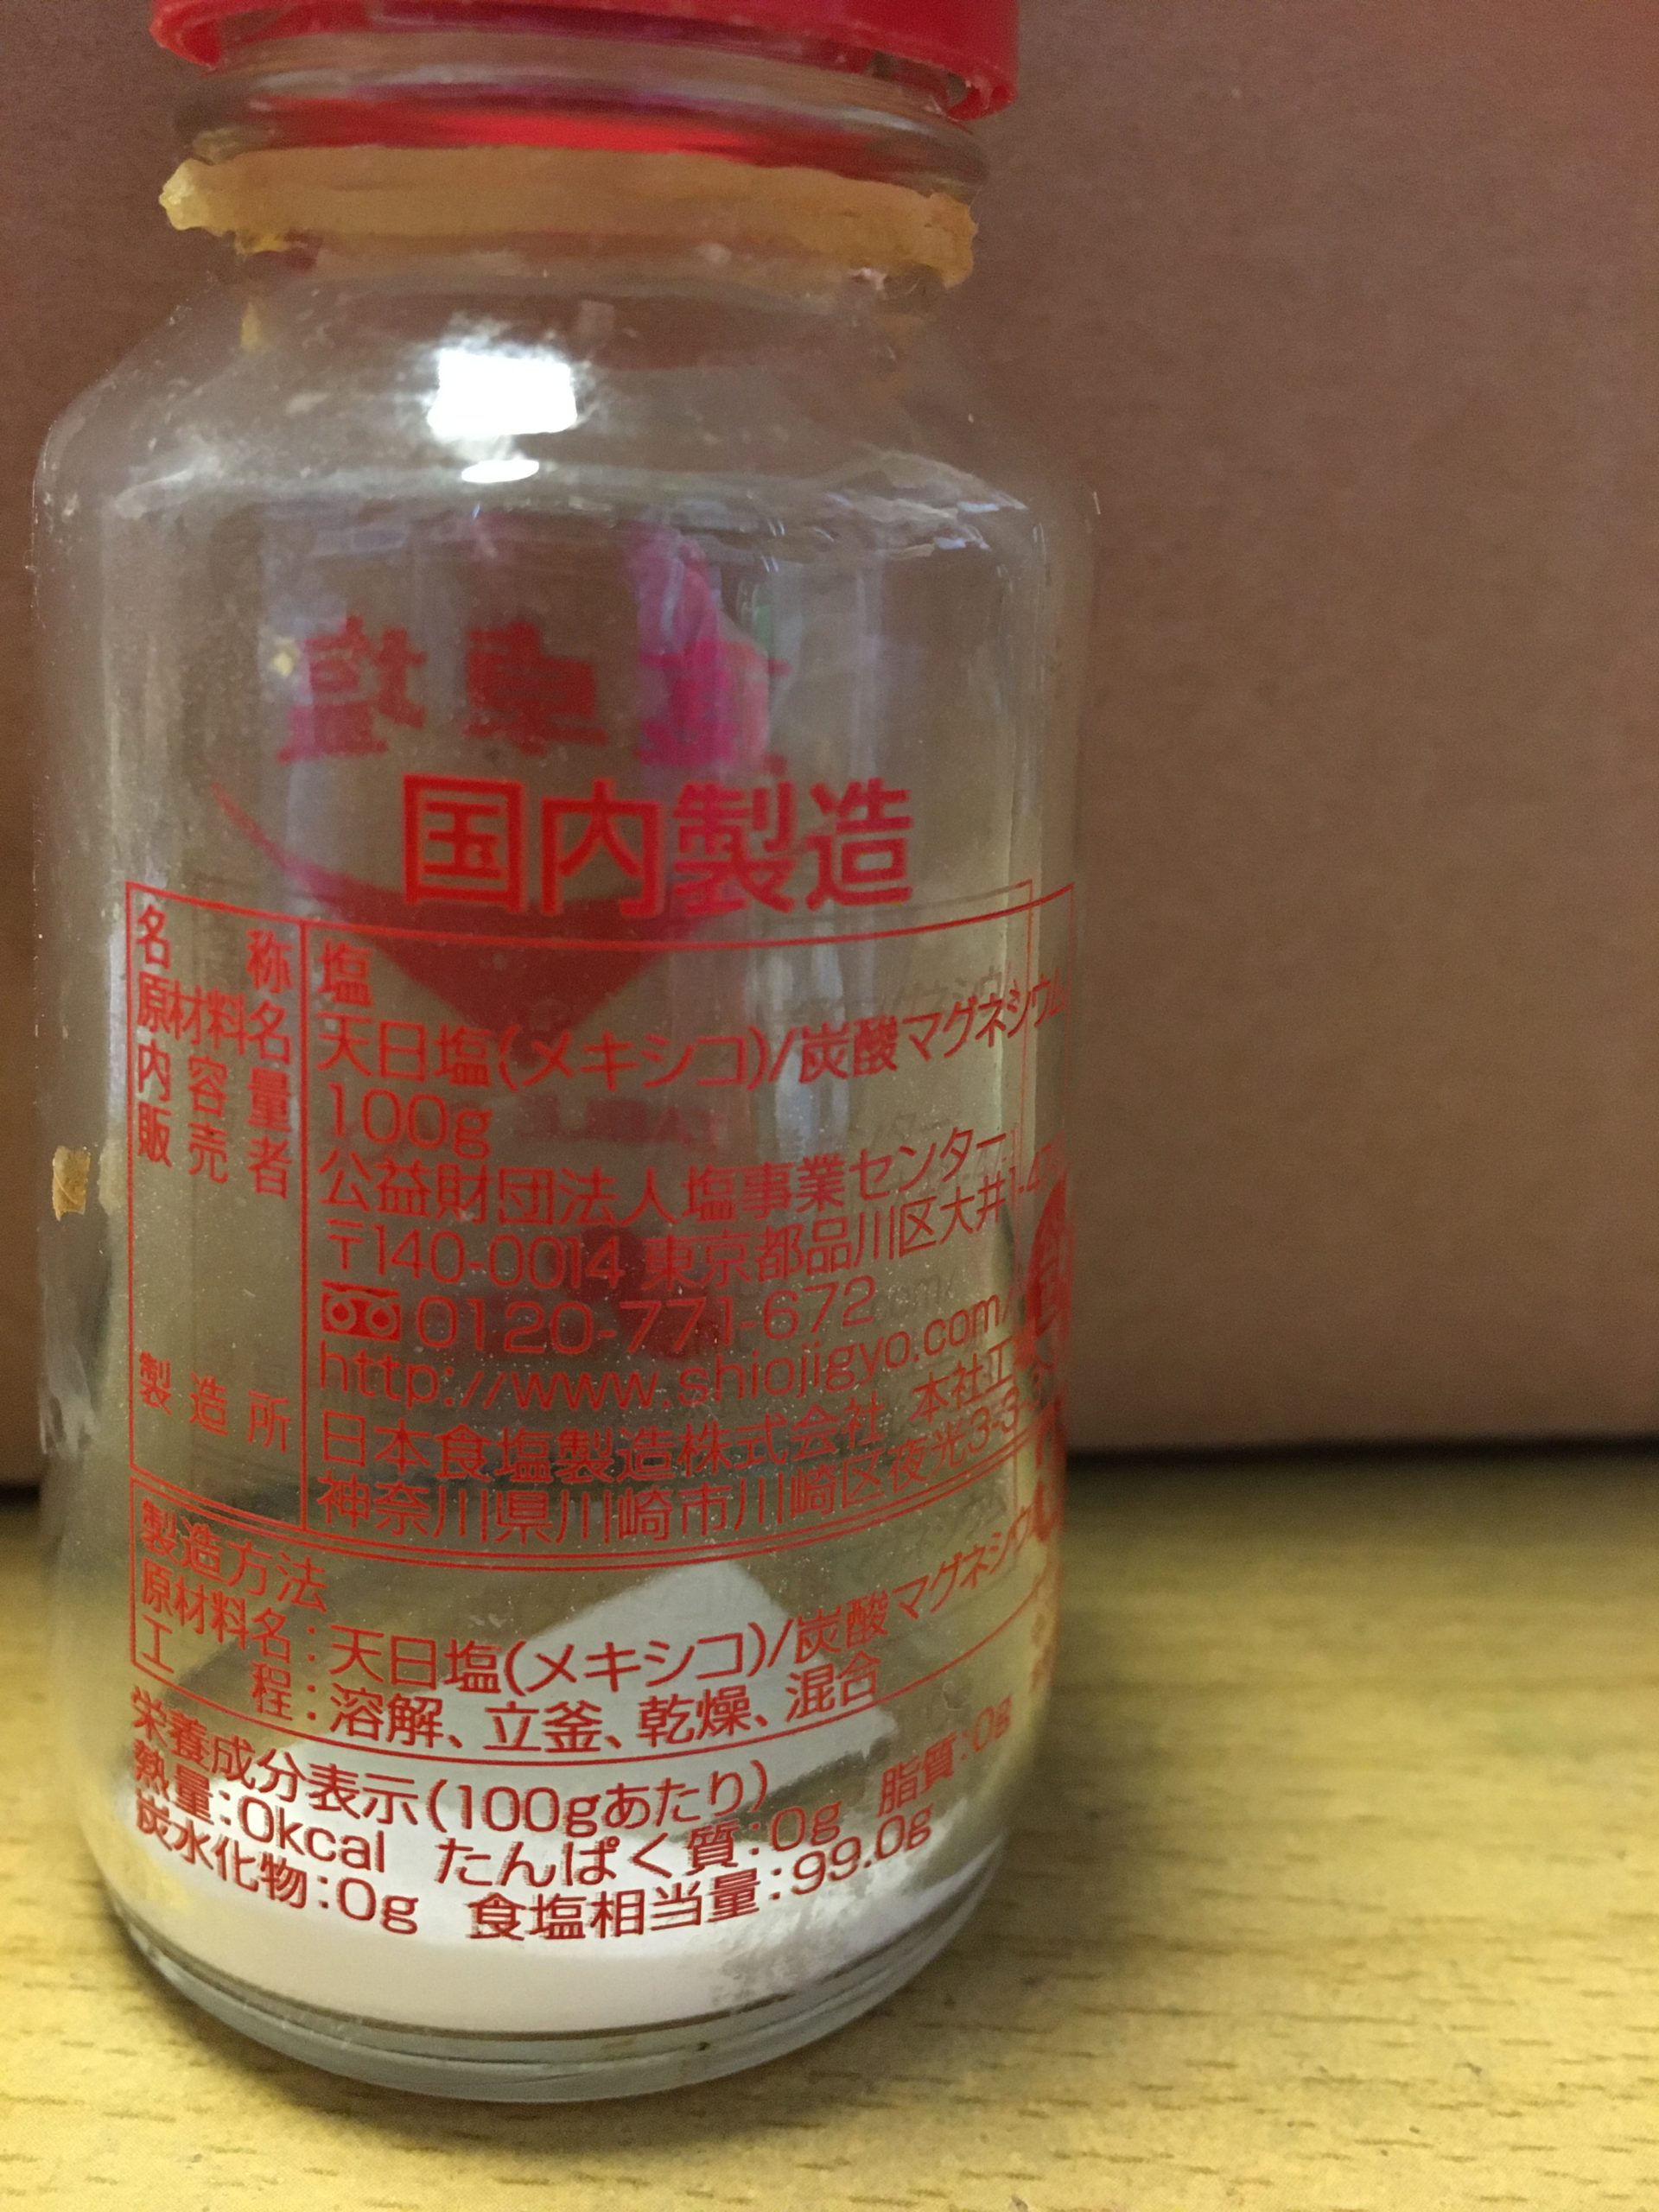 国内製造
名称 塩
原材料名 天日塩(メキシコ)/炭酸マグネシウム
内容量 100g
販売者 公益財団法人塩事業センター
〒140-0014 東京都品川区大井1-47
0120-771-672
http://www.shiojigyo.com/
製造所 日本食塩製造株式会社 本社工
神奈川県川崎市川崎区夜光3-3
製造方法
原材料名:天日塩(メキシコ)/炭酸マグネシウ
工程:溶解、立釜、乾燥、混合
栄養成分表示(100gあたり)
熱量:0kcal たんぱく質:0g 脂質:0g
炭水化物:0g 食塩相当量:99.0g